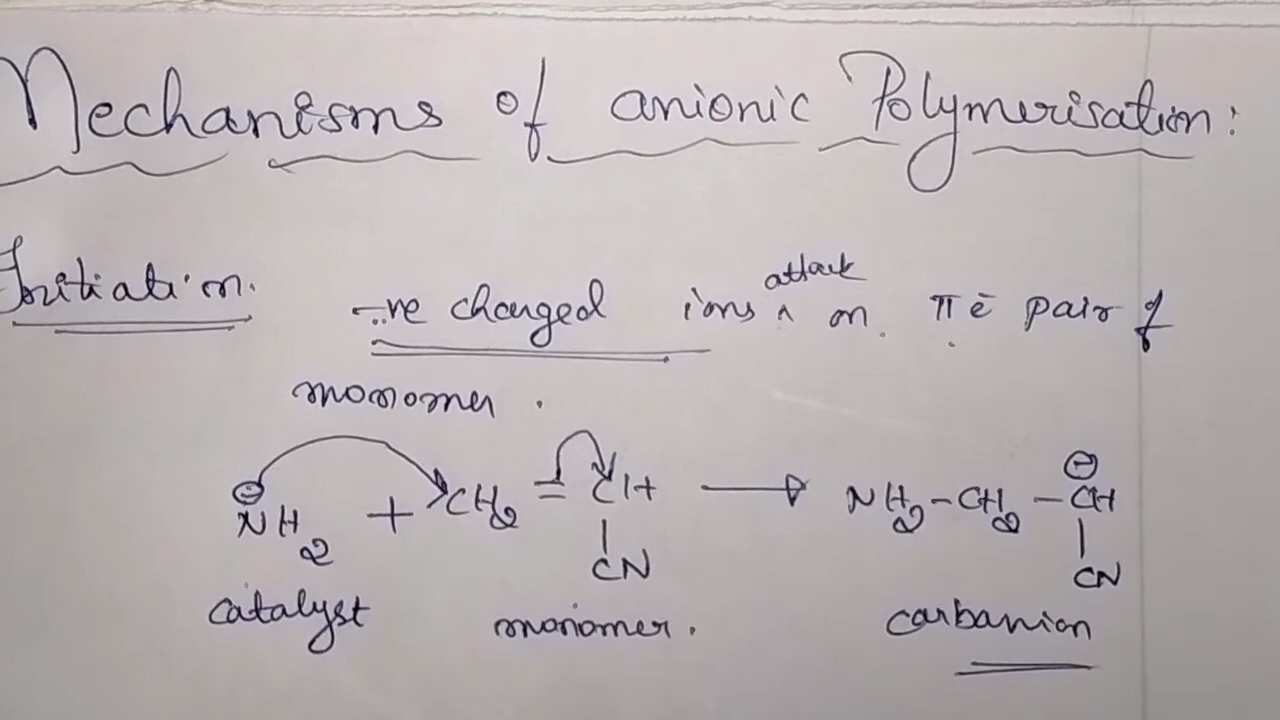 Mechanisms of anionic Polymerisation:
Initiation. -ve charged ions attack on πē pair of
monomer.
⊖NH2 + CH2 = CH → NH2-CH2-CH⊖
CN CN
catalyst monomer. carbanion